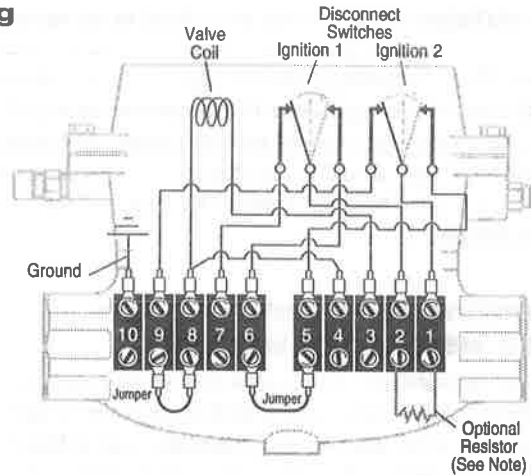 g
Disconnect
Switches
Valve
Coil
Ignition 1
Ignition 2
Ground
10 9 8 7 6 5 4 3 2 1
Jumper
Jumper
Optional
Resistor
(See Note)